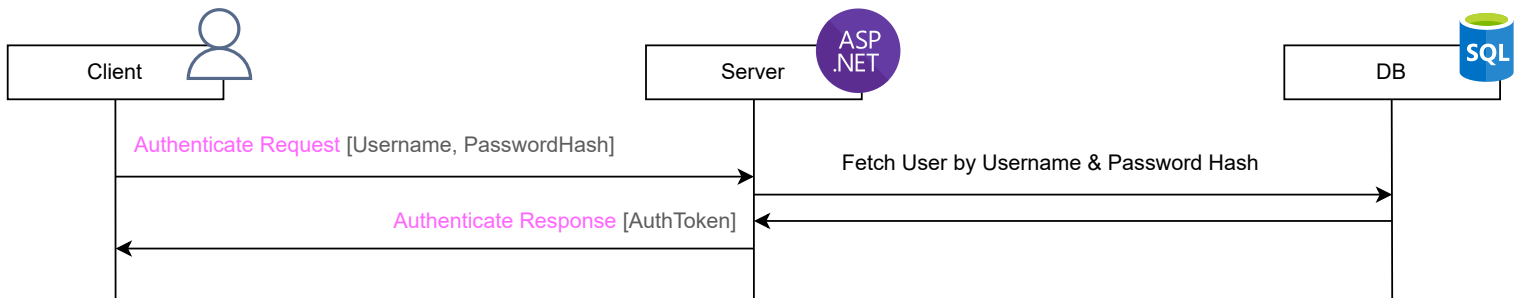 Client
Server
ASP
.NET
DB
SQL
Authenticate Request [Username, PasswordHash]
Fetch User by Username & Password Hash
Authenticate Response [AuthToken]